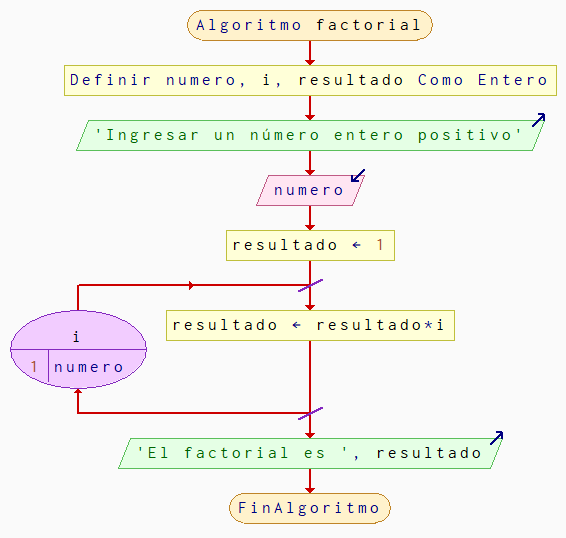 Algoritmo factorial
Definir numero, i, resultado Como Entero
'Ingresar un número entero positivo'
numero
resultado ← 1
resultado ← resultado*i
i
1 numero
'El factorial es ', resultado
FinAlgoritmo